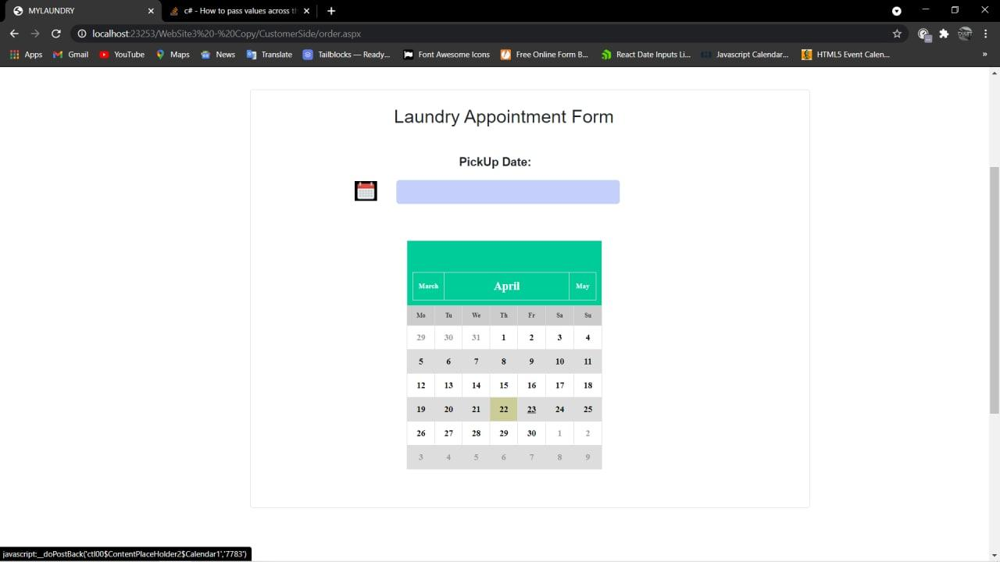 MYLAUNDRY
c# - How to pass values across t
localhost:23253/WebSite3%20-%20Copy/CustomerSide/order.aspx
Apps Gmail YouTube Maps News Translate Tailblocks — Ready... Font Awesome Icons Free Online Form B... React Date Inputs Li... Javascript Calendar... HTML5 Event Calen... »
Laundry Appointment Form
PickUp Date:
March April May
Mo Tu We Th Fr Sa Su
29 30 31 1 2 3 4
5 6 7 8 9 10 11
12 13 14 15 16 17 18
19 20 21 22 23 24 25
26 27 28 29 30 1 2
3 4 5 6 7 8 9
javascript:__doPostBack('ctl00$ContentPlaceHolder2$Calendar1','7783')